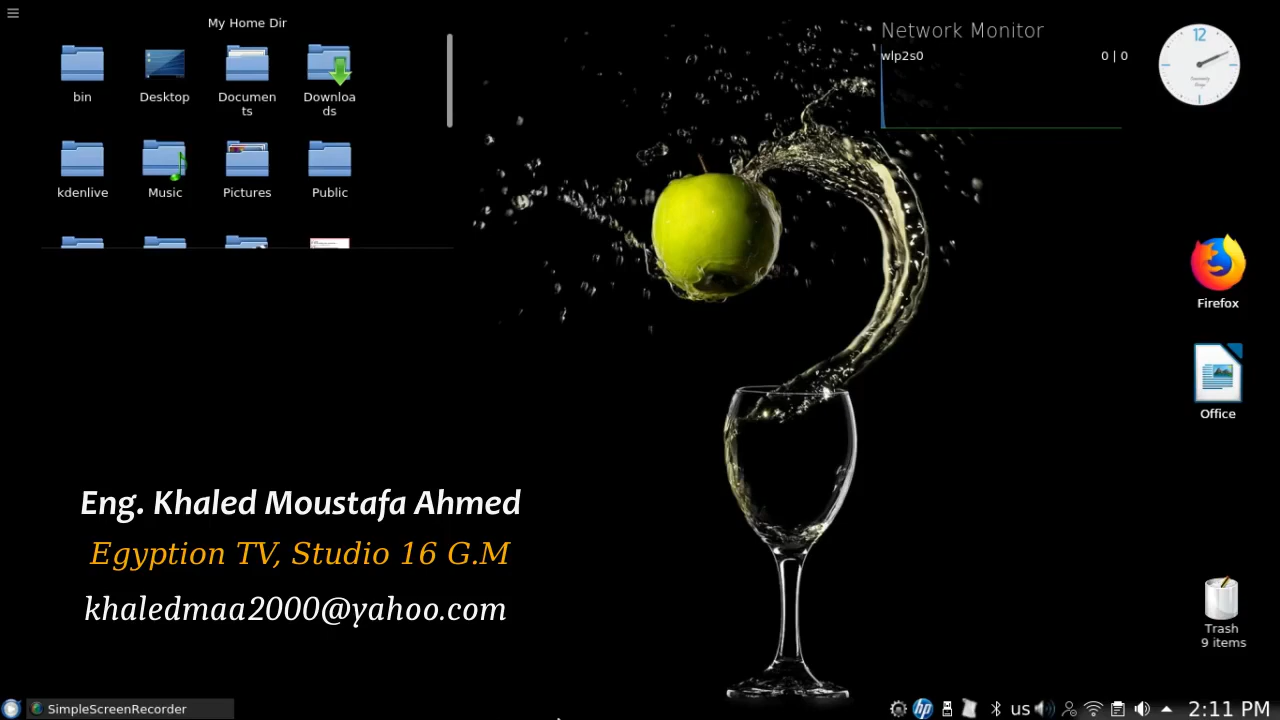 My Home Dir
bin
Desktop
Documen
ts
Downloa
ds
kdenlive
Music
Pictures
Public
Network Monitor
wlp2s0
0 | 0
12
Firefox
Office
Eng. Khaled Moustafa Ahmed
Egyption TV, Studio 16 G.M
khaledmaa2000@yahoo.com
Trash
9 items
SimpleScreenRecorder
hp
us
2:11 PM